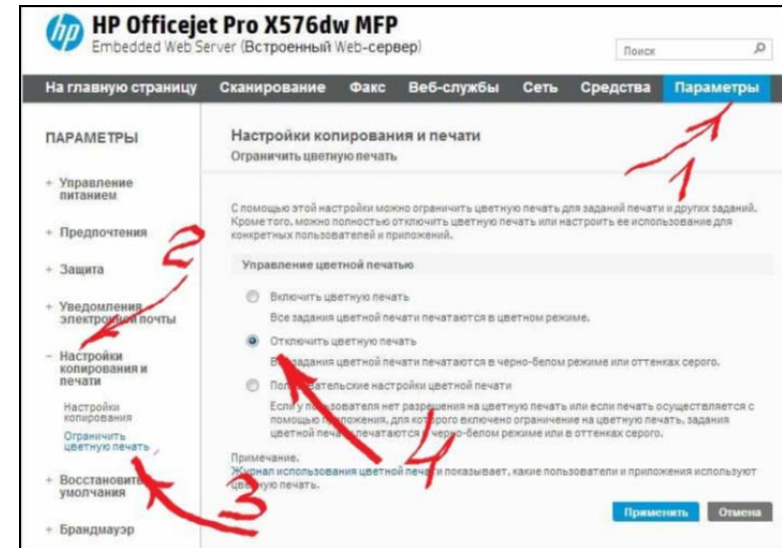 hp
HP Officejet Pro X576dw MFP
Embedded Web Server (Встроенный Web-сервер)
Поиск
На главную страницу Сканирование Факс Веб-службы Сеть Средства Параметры
1
ПАРАМЕТРЫ
+ Управление
питанием
+ Предпочтения
2
+ Защита
+ Уведомления
электронной почты
- Настройки
копирования и
печати
Настройки
копирования
Ограничить
цветную печать
3
+ Восстановить
умолчания
+ Брандмауэр
Настройки копирования и печати
Ограничить цветную печать
С помощью этой настройки можно ограничить цветную печать для заданий печати и других заданий.
Кроме того, можно полностью отключить цветную печать или настроить ее использование для
конкретных пользователей и приложений.
Управление цветной печатью
Включить цветную печать
Все задания цветной печати печатаются в цветном режиме.
Отключить цветную печать
Все задания цветной печати печатаются в черно-белом режиме или оттенках серого.
Пользовательские настройки цветной печати
Если у пользователя нет разрешения на цветную печать или если печать осуществляется с
помощью приложения, для которого включено ограничение на цветную печать, задания
цветной печати печатаются в черно-белом режиме или в оттенках серого.
4
Примечание.
Журнал использования цветной печати показывает, какие пользователи и приложения используют
цветную печать.
Применить Отмена